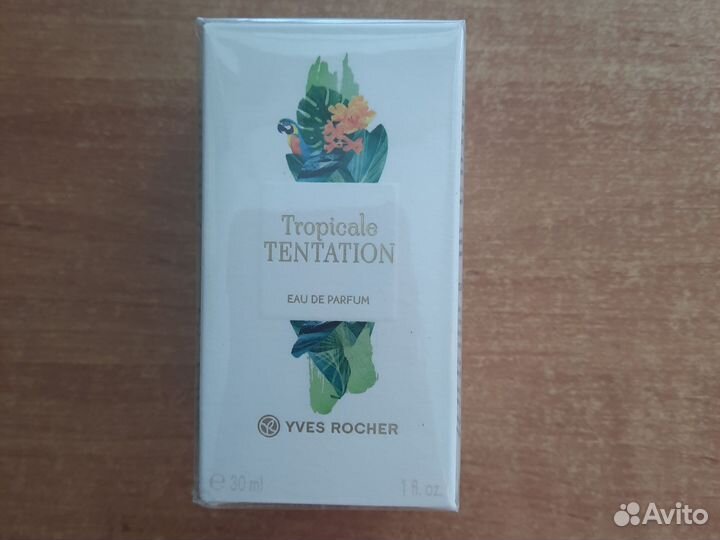 Tropicale
TENTATION
EAU DE PARFUM
YVES ROCHER
℮ 30 ml
1 fl. oz.
Avito